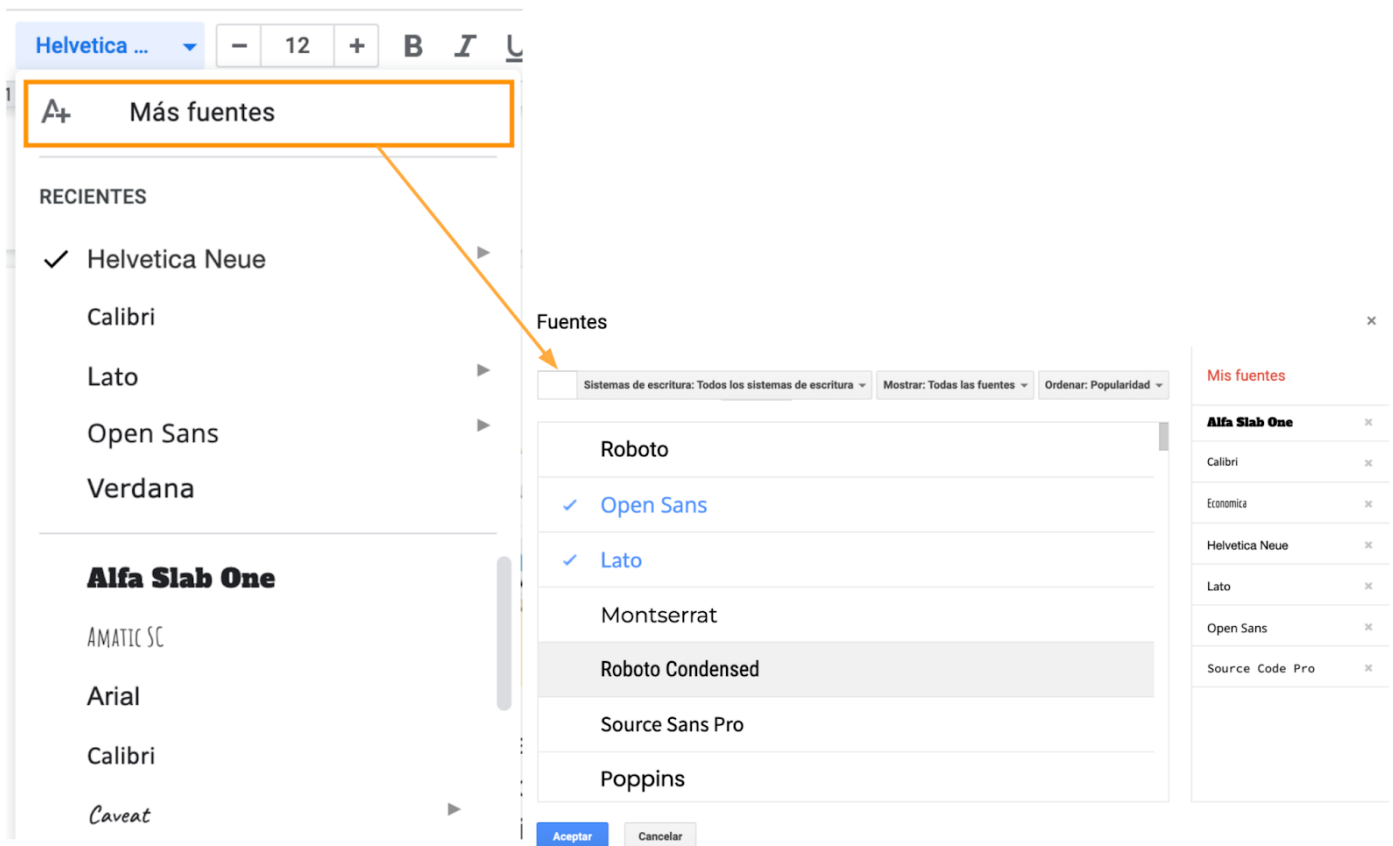 Helvetica ...
− 12 + B I U
1
Más fuentes
RECIENTES
Helvetica Neue
Calibri
Lato
Open Sans
Verdana
Alfa Slab One
Amatic SC
Arial
Calibri
Caveat
Fuentes
Sistemas de escritura: Todos los sistemas de escritura
Mostrar: Todas las fuentes
Ordenar: Popularidad
Roboto
Open Sans
Lato
Montserrat
Roboto Condensed
Source Sans Pro
Poppins
Mis fuentes
Alfa Slab One
Calibri
Economica
Helvetica Neue
Lato
Open Sans
Source Code Pro
Aceptar
Cancelar